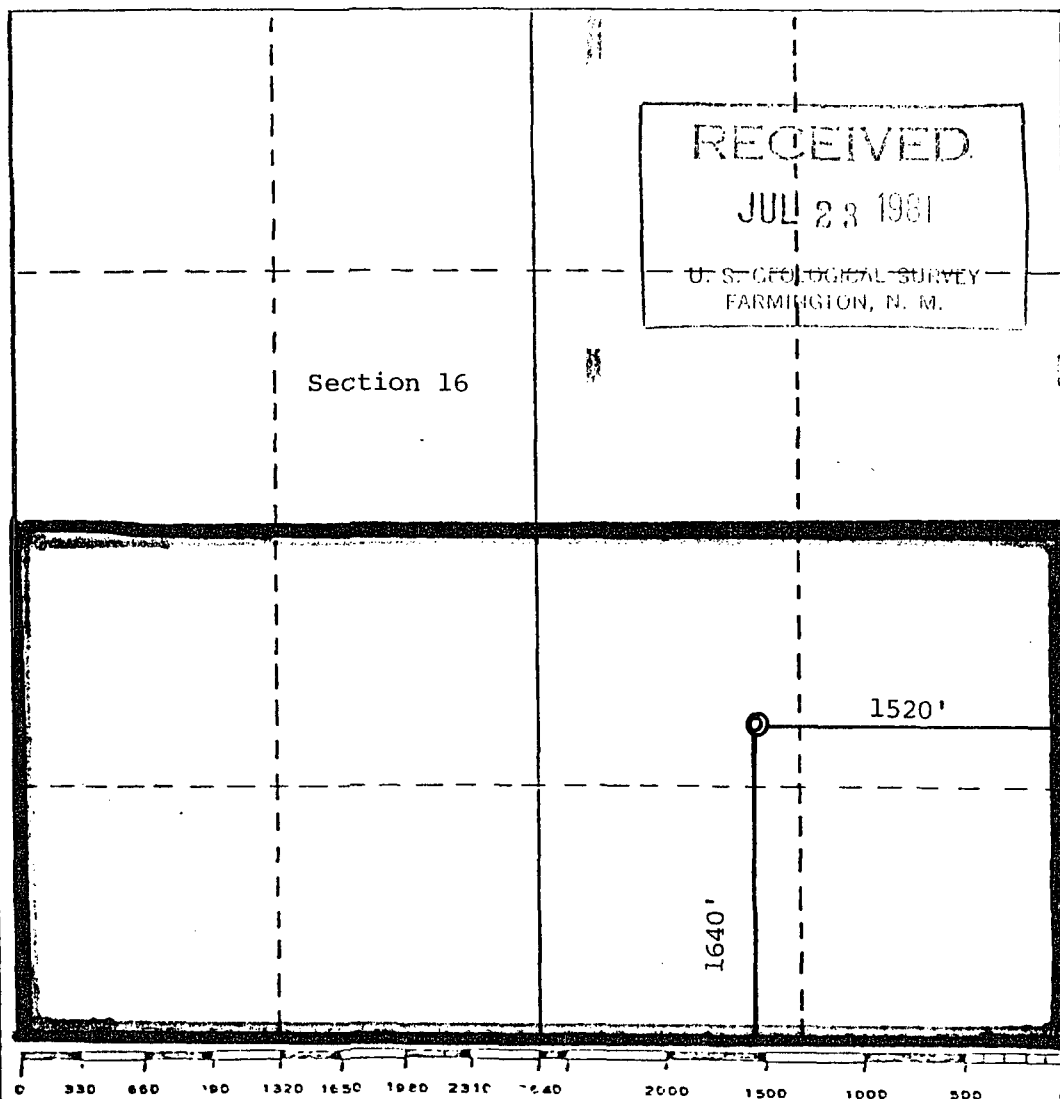 RECEIVED
JUL 23 1981
U. S. GEOLOGICAL SURVEY
FARMINGTON, N. M.
Section 16
1520'
1640'
0 330 660 1320 1650 1980 2310 2000 1500 1000 500